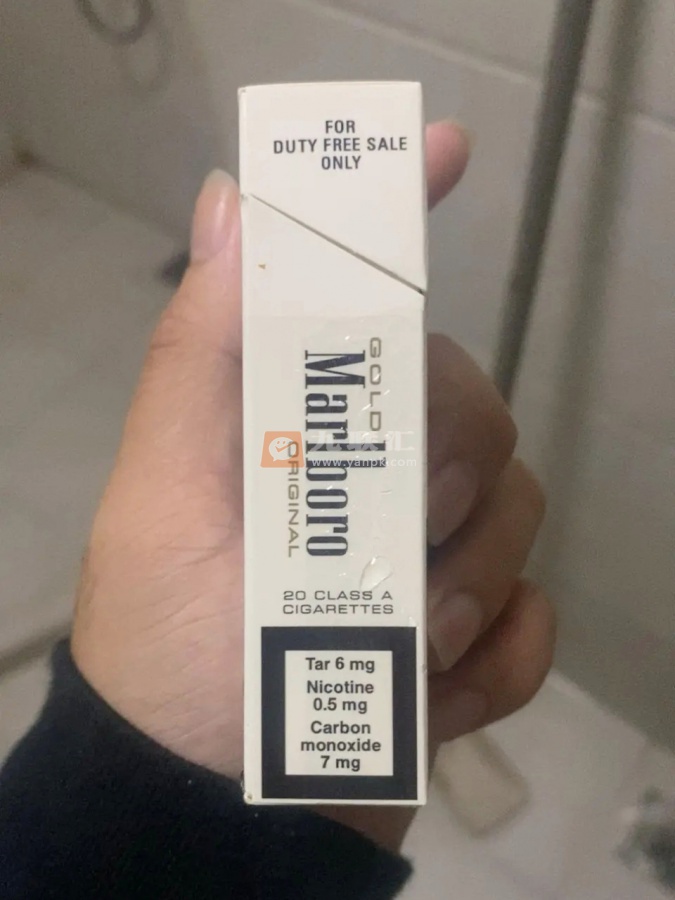 FOR
DUTY FREE SALE
ONLY
GOLD
Marlboro
ORIGINAL
www.yanpk.com
20 CLASS A
CIGARETTES
Tar 6 mg
Nicotine
0.5 mg
Carbon
monoxide
7 mg